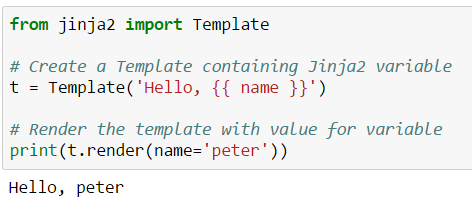 from jinja2 import Template
# Create a Template containing Jinja2 variable
t = Template('Hello, {{ name }}')
# Render the template with value for variable
print(t.render(name='peter'))
Hello, peter